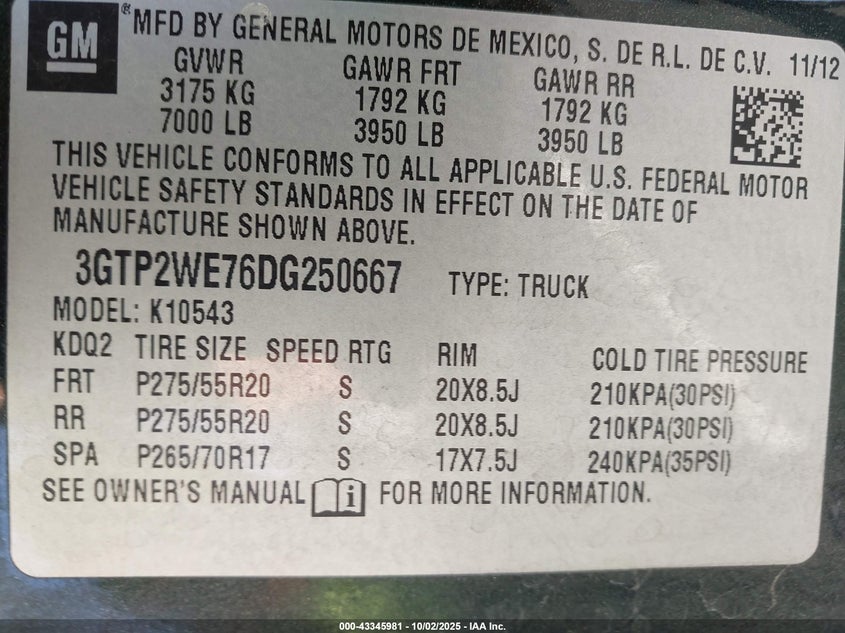 GM
®MFD BY GENERAL MOTORS DE MEXICO, S. DE R.L. DE C.V. 11/12
GVWR GAWR FRT GAWR RR
3175 KG 1792 KG 1792 KG
7000 LB 3950 LB 3950 LB
THIS VEHICLE CONFORMS TO ALL APPLICABLE U.S. FEDERAL MOTOR
VEHICLE SAFETY STANDARDS IN EFFECT ON THE DATE OF
MANUFACTURE SHOWN ABOVE.
3GTP2WE76DG250667 TYPE: TRUCK
MODEL: K10543
KDQ2 TIRE SIZE SPEED RTG RIM COLD TIRE PRESSURE
FRT P275/55R20 S 20X8.5J 210KPA(30PSI)
RR P275/55R20 S 20X8.5J 210KPA(30PSI)
SPA P265/70R17 S 17X7.5J 240KPA(35PSI)
SEE OWNER'S MANUAL i FOR MORE INFORMATION.
000-43345981 - 10/02/2025 - IAA Inc.